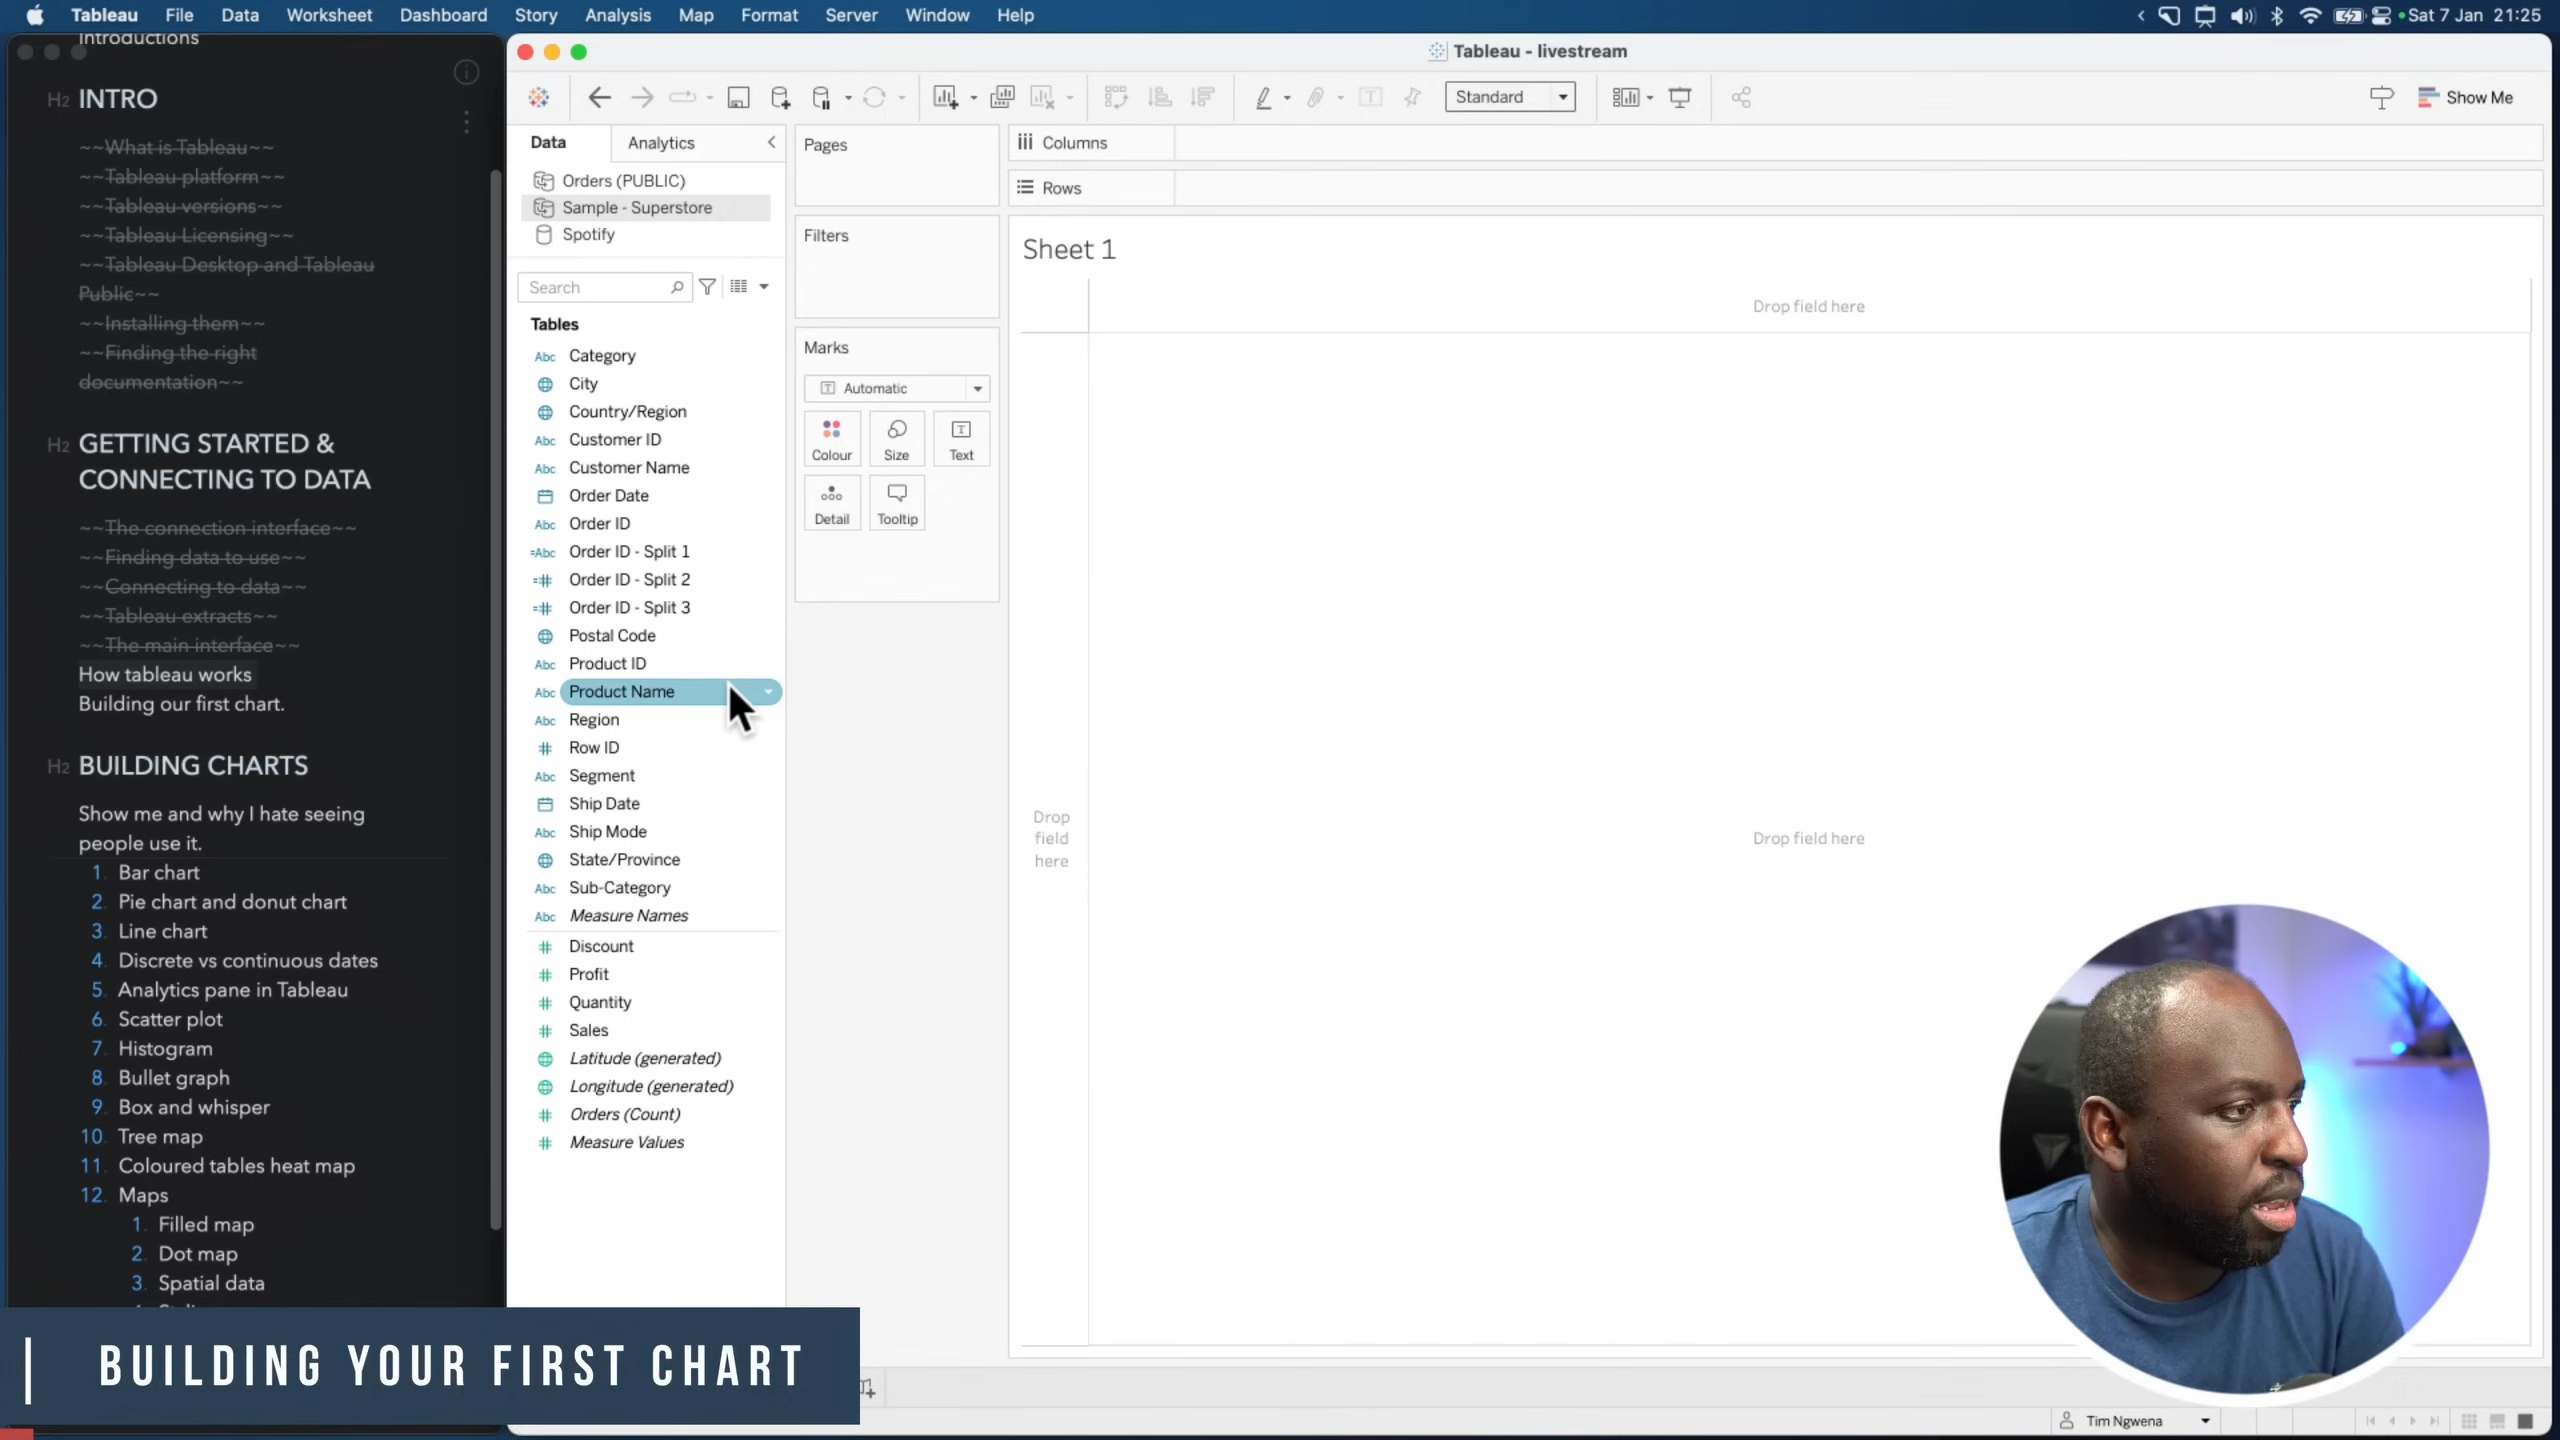 Tableau File Data Worksheet Dashboard Story Analysis Map Format Server Window Help
Sat 7 Jan 21:25
Introductions
H2 INTRO
~~What is Tableau~~
~~Tableau platform~~
~~Tableau versions~~
~~Tableau Licensing~~
~~Tableau Desktop and Tableau
Public~~
~~Installing them~~
~~Finding the right
documentation~~
H2 GETTING STARTED &
CONNECTING TO DATA
~~The connection interface~~
~~Finding data to use~~
~~Connecting to data~~
~~Tableau extracts~~
~~The main interface~~
How tableau works
Building our first chart.
H2 BUILDING CHARTS
Show me and why I hate seeing
people use it.
1. Bar chart
2. Pie chart and donut chart
3. Line chart
4. Discrete vs continuous dates
5. Analytics pane in Tableau
6. Scatter plot
7. Histogram
8. Bullet graph
9. Box and whisper
10. Tree map
11. Coloured tables heat map
12. Maps
1. Filled map
2. Dot map
3. Spatial data
Tableau - livestream
Standard
Show Me
Data
Analytics
Orders (PUBLIC)
Sample - Superstore
Spotify
Search
Tables
Abc Category
City
Country/Region
Abc Customer ID
Abc Customer Name
Order Date
Abc Order ID
=Abc Order ID - Split 1
=# Order ID - Split 2
=# Order ID - Split 3
Postal Code
Abc Product ID
Abc Product Name
Abc Region
# Row ID
Abc Segment
Ship Date
Abc Ship Mode
State/Province
Abc Sub-Category
Abc Measure Names
# Discount
# Profit
# Quantity
# Sales
Latitude (generated)
Longitude (generated)
# Orders (Count)
# Measure Values
Pages
Filters
Marks
T Automatic
Colour
Size
T Text
Detail
Tooltip
Columns
Rows
Sheet 1
Drop field here
Drop
field
here
Drop field here
BUILDING YOUR FIRST CHART
Tim Ngwena